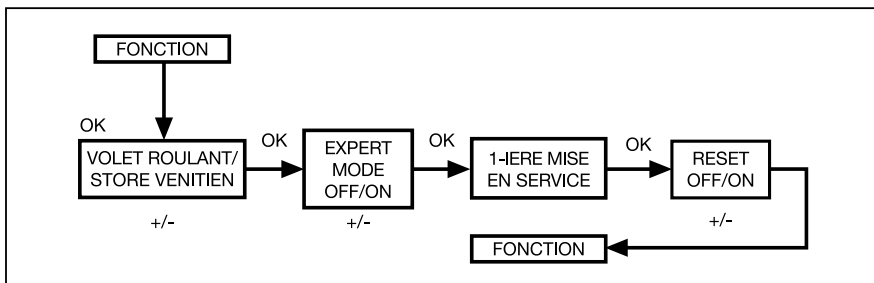 FONCTION
OK
VOLET ROULANT/
STORE VENITIEN
+/-
OK
EXPERT
MODE
OFF/ON
+/-
OK
1-IERE MISE
EN SERVICE
OK
RESET
OFF/ON
+/-
FONCTION